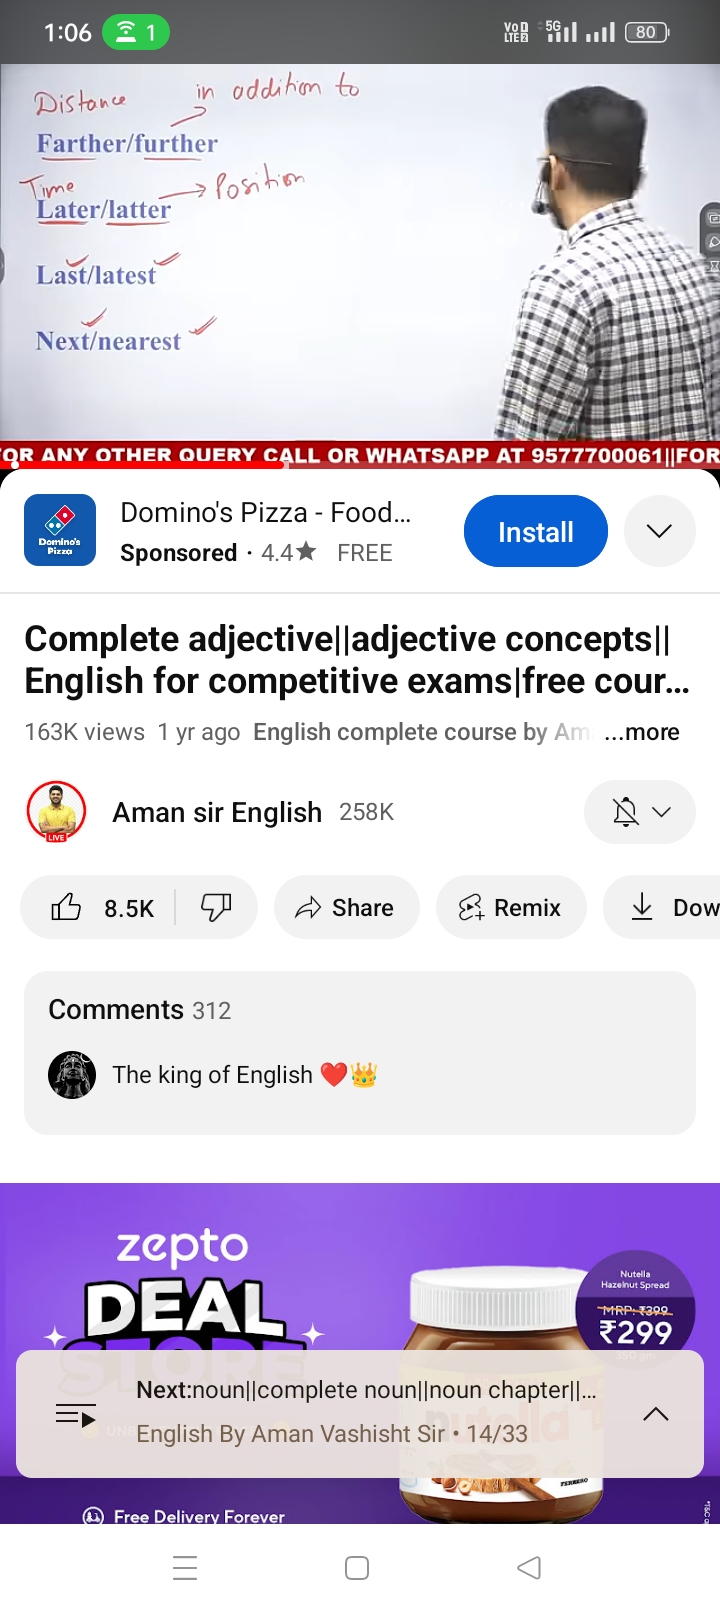 1:06 1 VoD LTE2 5G 80
Distance in addition to
Farther/further
Time Position
Later/latter
Last/latest
Next/nearest
FOR ANY OTHER QUERY CALL OR WHATSAPP AT 9577700061||FOR
Domino's Pizza
Domino's Pizza - Food...
Install
Sponsored · 4.4★ FREE
Complete adjective||adjective concepts||
English for competitive exams|free cour...
163K views 1 yr ago English complete course by Am ...more
LIVE
Aman sir English 258K
8.5K Share Remix Dow
Comments 312
The king of English ❤️👑
zepto
DEAL
STORE
Nutella
Hazelnut Spread
MRP: ₹399
₹299
Next:noun||complete noun||noun chapter||...
English By Aman Vashisht Sir • 14/33
nutella
FERRERO
Free Delivery Forever